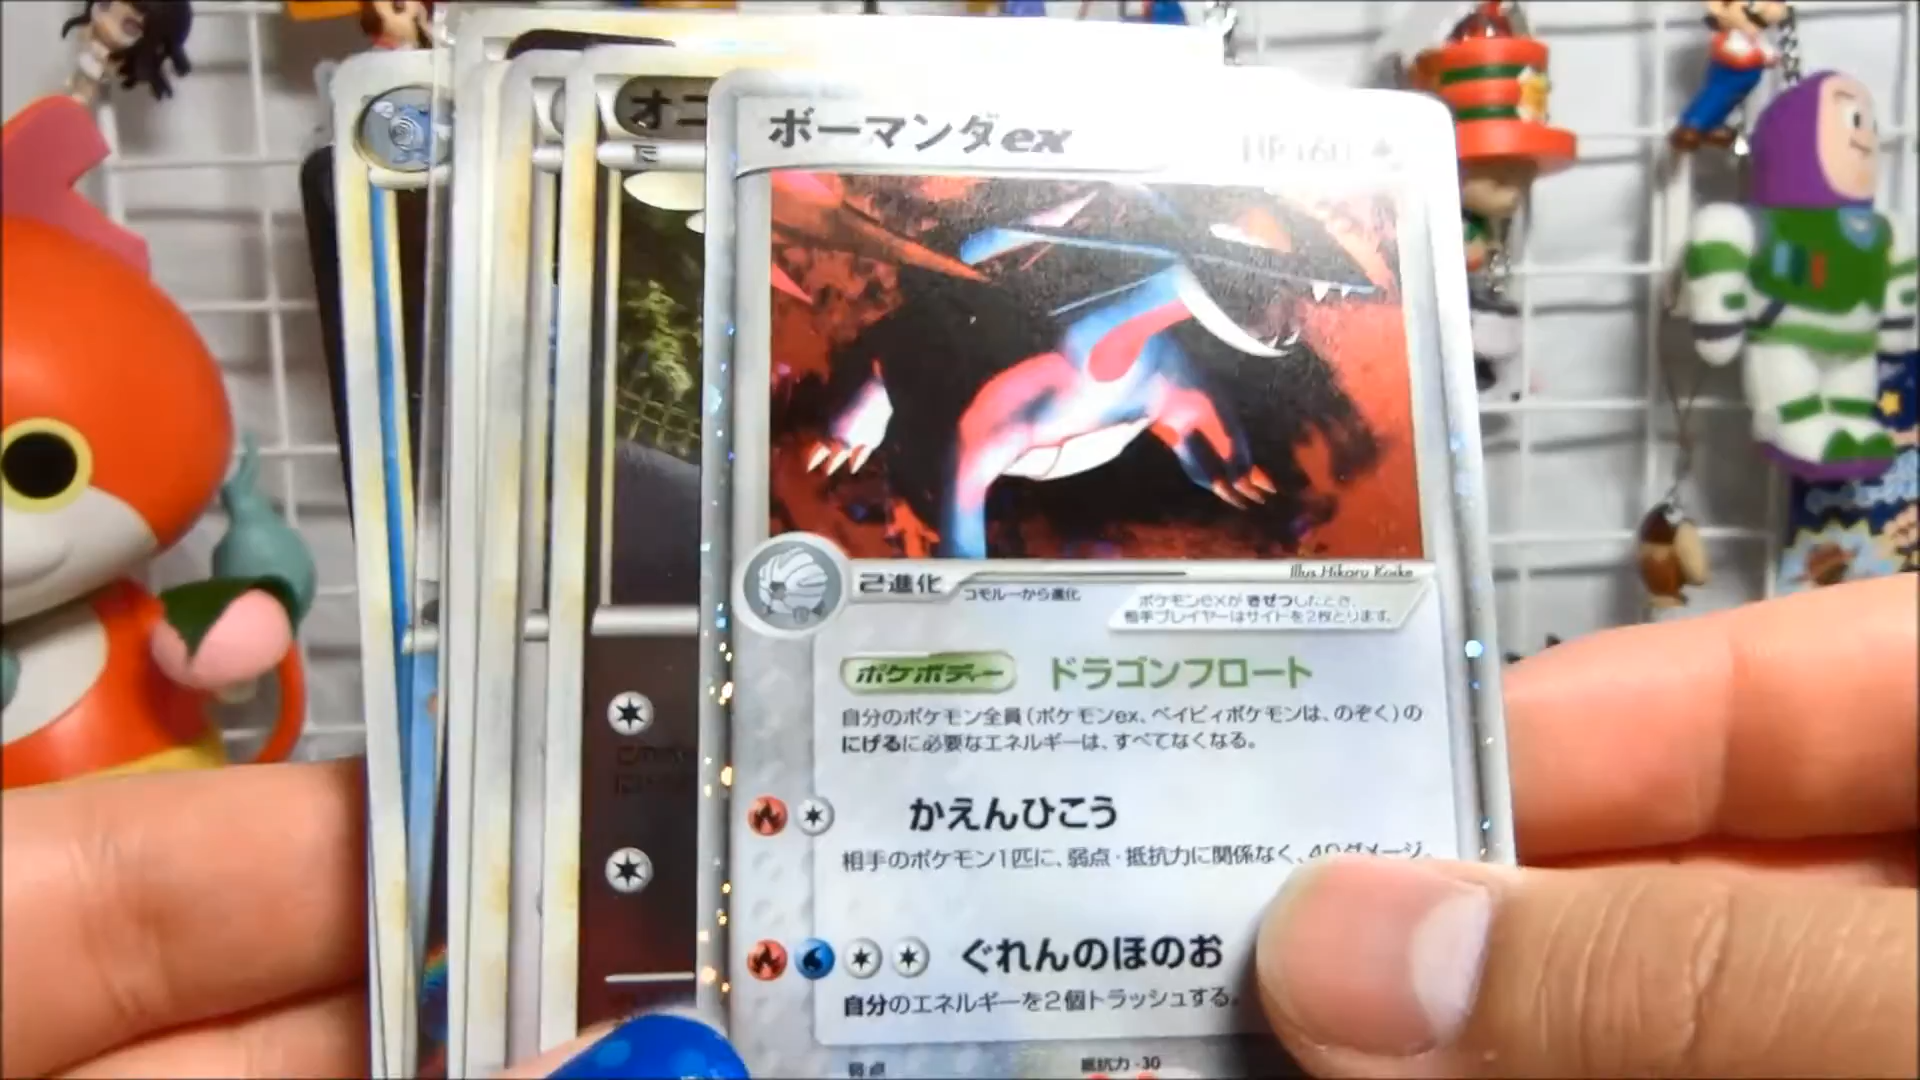 オニ
ボーマンダex
HP160
Illus.Hikaru Koike
2進化
コモルーから進化
ポケモンexがきぜつしたとき、
相手プレイヤーはサイドを2枚とります。
ポケボディー ドラゴンフロート
自分のポケモン全員(ポケモンex、ベイビィポケモンは、のぞく)の
にげるに必要なエネルギーは、すべてなくなる。
かえんひこう
相手のポケモン1匹に、弱点・抵抗力に関係なく、40ダメージ。
ぐれんのほのお
自分のエネルギーを2個トラッシュする。
弱点
抵抗力 -30